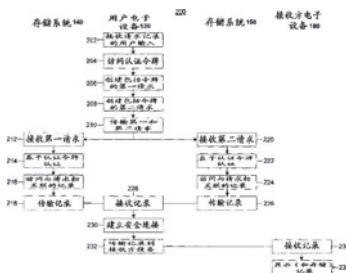 200
存储系统 140
用户电子
设备 120
存储系统 150
接收方电子
设备 160
202
接收请求记录
的用户输入
204
访问认证令牌
206
创建包括令牌
的第一请求
208
创建包括令牌
的第二请求
210
传输第一和
第二请求
212
接收第一请求
220
接收第二请求
214
基于认证令牌认证
222
基于认证令牌认证
访问与请求相
关联的记录
224
访问与请求相
关联的记录
218
传输记录
228
接收记录
226
传输记录
230
建立安全连接
232
传输记录到
接收方设备
接收记录
显示（和存储）
记录